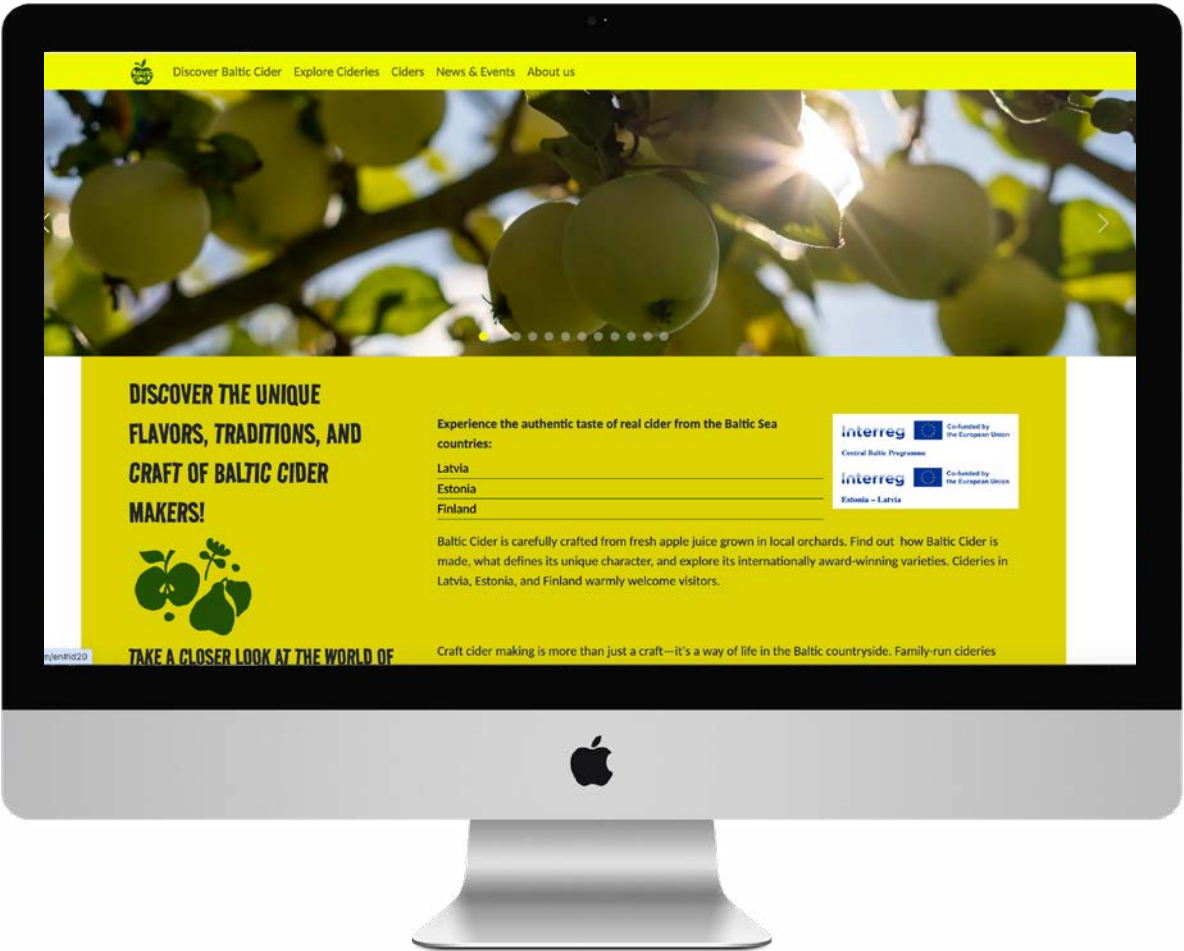 Discover Baltic Cider Explore Cideries Ciders News & Events About us
DISCOVER THE UNIQUE
FLAVORS, TRADITIONS, AND
CRAFT OF BALTIC CIDER
MAKERS!
Experience the authentic taste of real cider from the Baltic Sea
countries:
Latvia
Estonia
Finland
Interreg
Co-funded by
the European Union
Central Baltic Programme
Interreg
Co-funded by
the European Union
Estonia – Latvia
Baltic Cider is carefully crafted from fresh apple juice grown in local orchards. Find out  how Baltic Cider is
made, what defines its unique character, and explore its internationally award-winning varieties. Cideries in
Latvia, Estonia, and Finland warmly welcome visitors.
TAKE A CLOSER LOOK AT THE WORLD OF
Craft cider making is more than just a craft—it's a way of life in the Baltic countryside. Family-run cideries
/en#id20